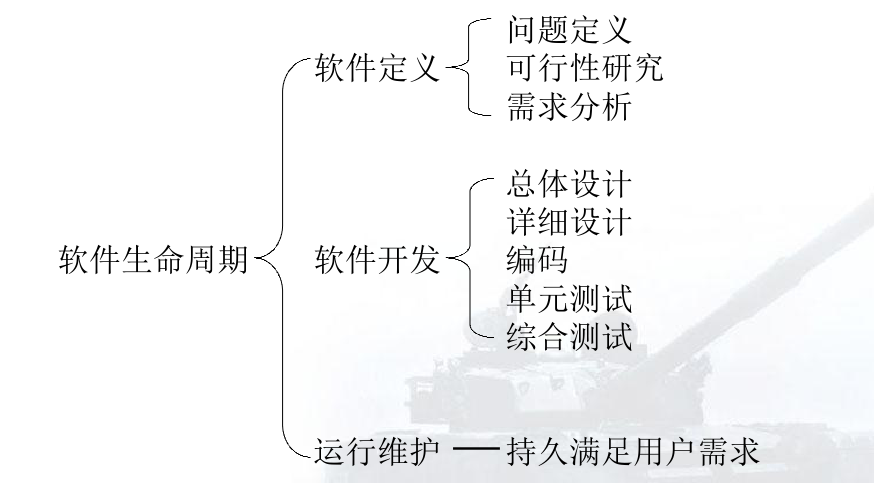 软件生命周期
软件定义
问题定义
可行性研究
需求分析
软件开发
总体设计
详细设计
编码
单元测试
综合测试
运行维护 — 持久满足用户需求